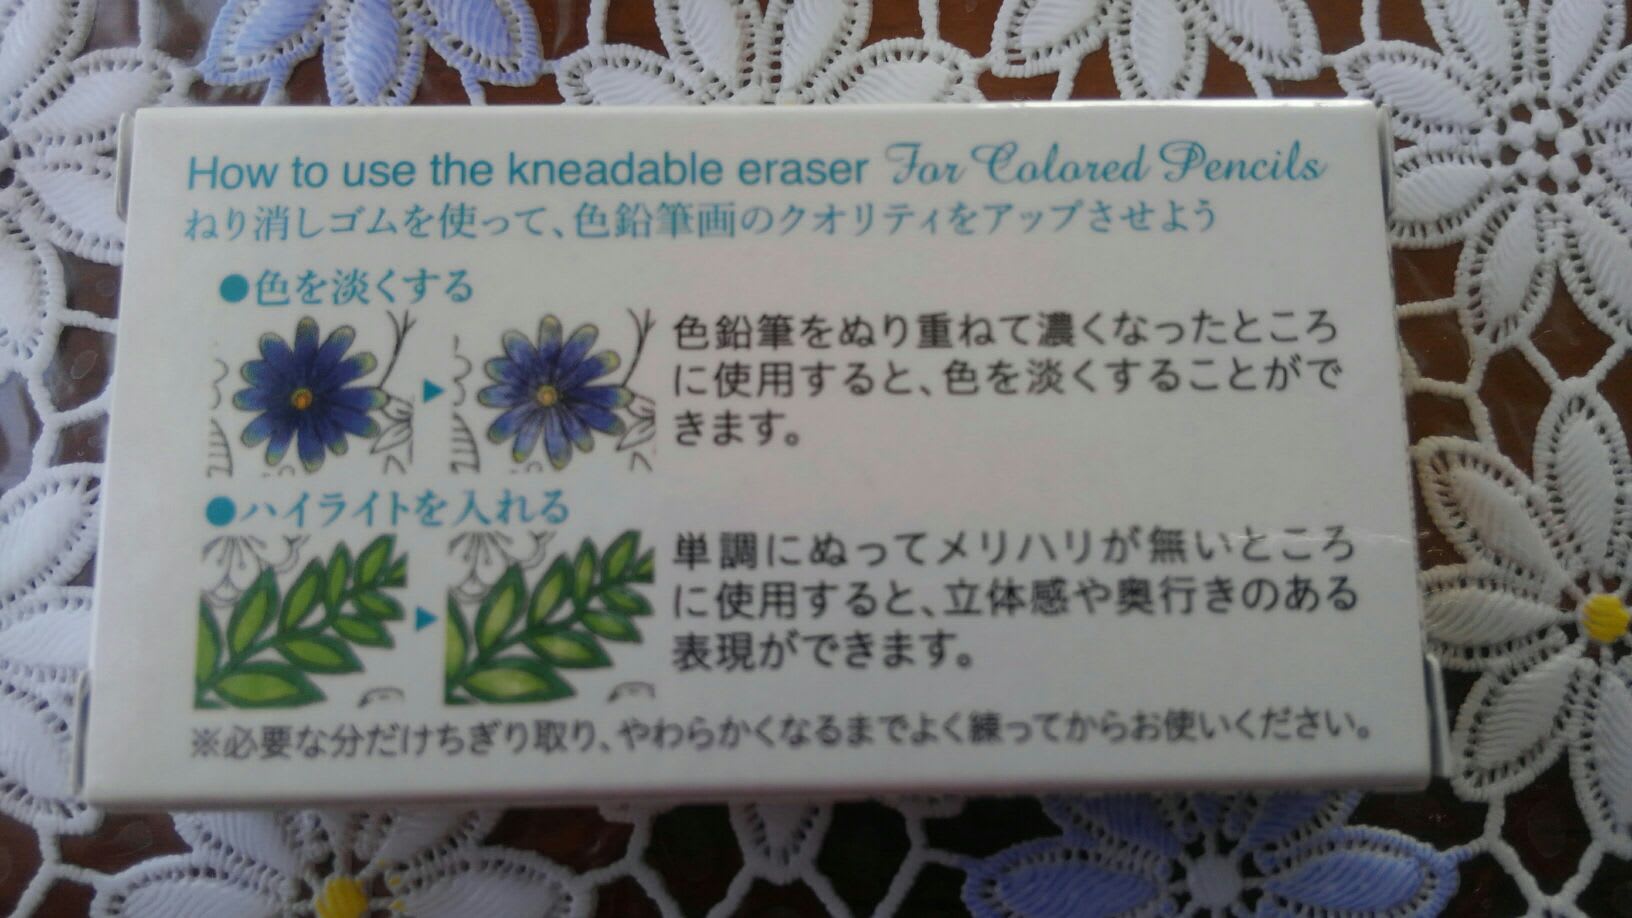 How to use the kneadable eraser For Colored Pencils
ねり消しゴムを使って、色鉛筆画のクオリティをアップさせよう
●色を淡くする
色鉛筆をぬり重ねて濃くなったところ
に使用すると、色を淡くすることがで
きます。
●ハイライトを入れる
単調にぬってメリハリが無いところ
に使用すると、立体感や奥行きのある
表現ができます。
※必要な分だけちぎり取り、やわらかくなるまでよく練ってからお使いください。